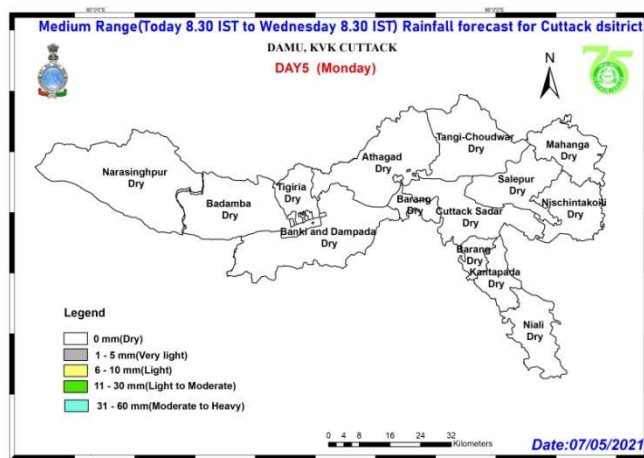 Medium Range(Today 8.30 IST to Wednesday 8.30 IST) Rainfall forecast for Cuttack dsitrict
DAMU, KVK CUTTACK
DAY5 (Monday)
N
75
Tangi-Choudwar
Dry
Mahanga
Dry
Athagad
Dry
Narasinghpur
Dry
Salepur
Dry
Tigiria
Dry
Badamba
Dry
Barang
Dry
Nischintakoili
Dry
Cuttack Sadar
Dry
Banki and Dampada
Dry
Barang
Dry
Kantapada
Dry
Niali
Dry
Legend
0 mm(Dry)
1 - 5 mm(Very light)
6 - 10 mm(Light)
11 - 30 mm(Light to Moderate)
31 - 60 mm(Moderate to Heavy)
0 4 8 16 24 32
Kilometers
Date:07/05/2021